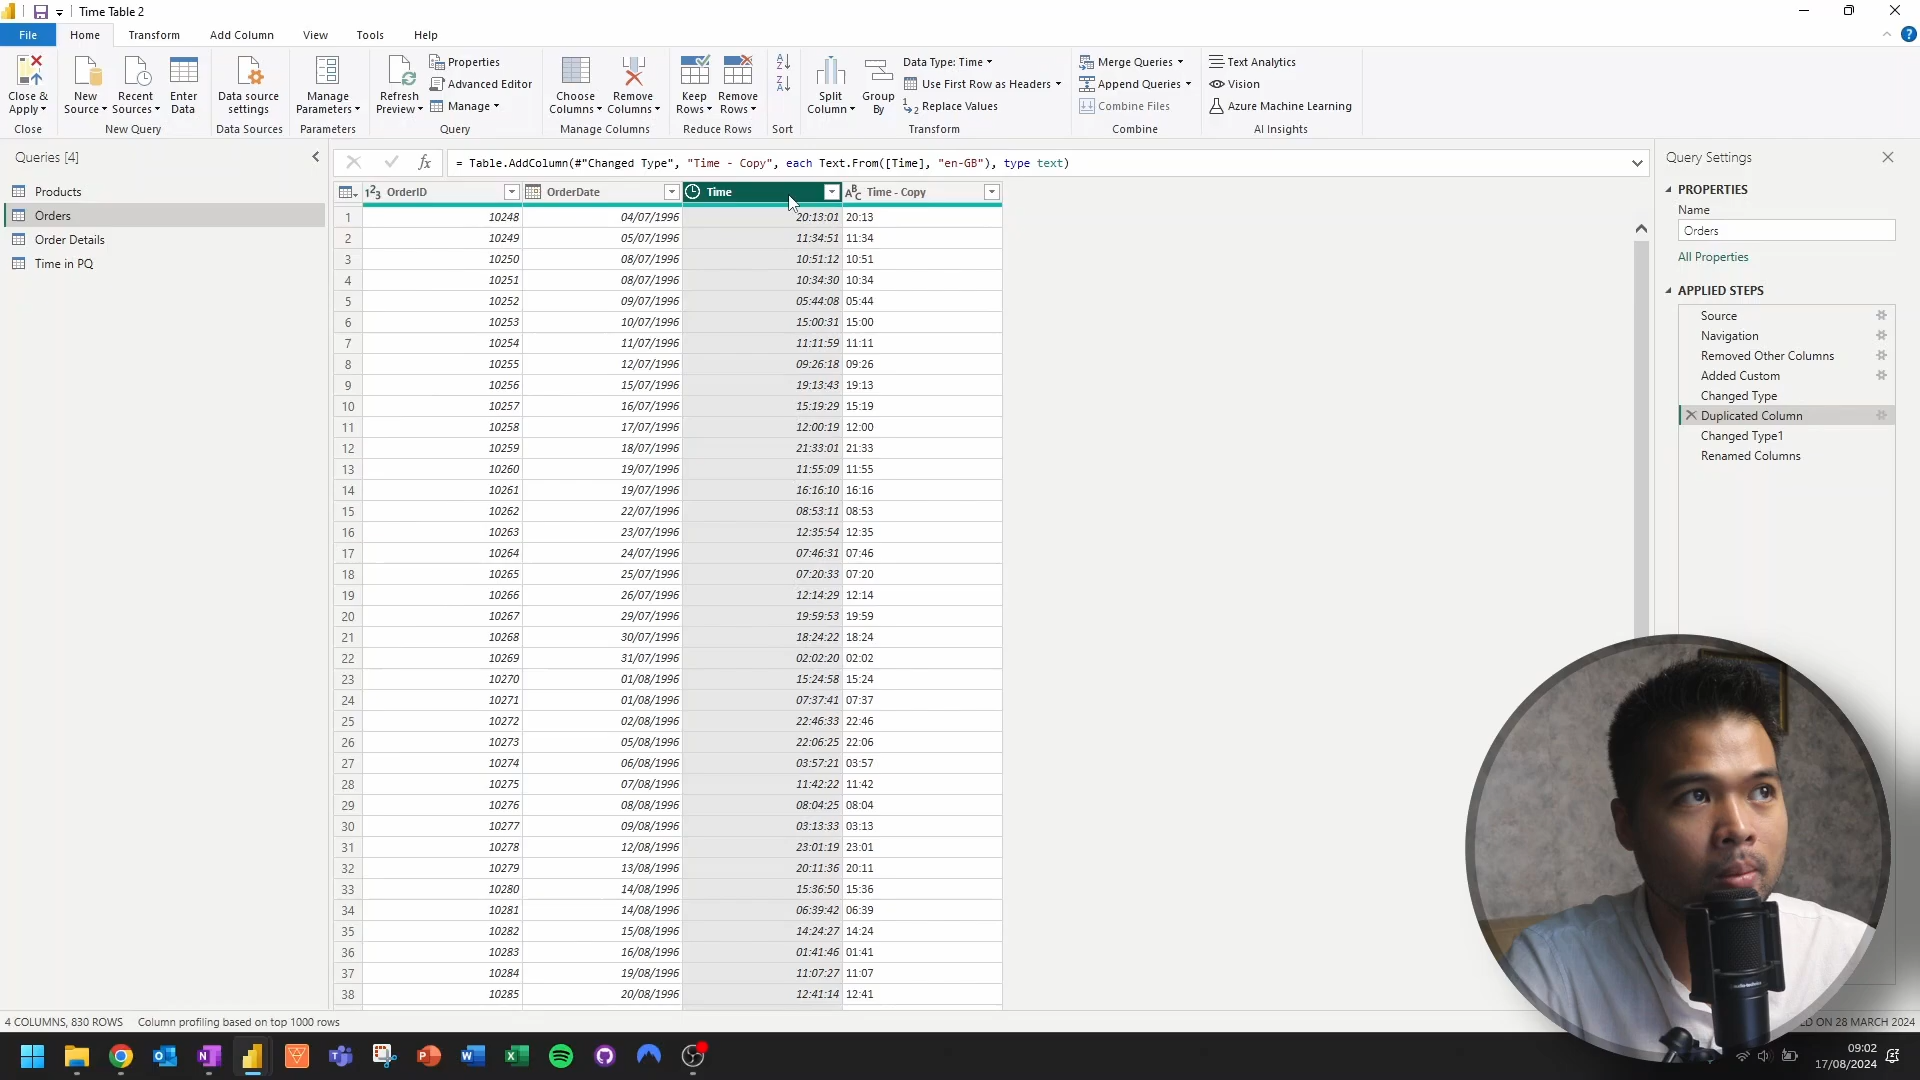 Time Table 2
File
Home
Transform
Add Column
View
Tools
Help
Close & Apply
Close
New Source
Recent Sources
Enter Data
New Query
Data source settings
Data Sources
Manage Parameters
Parameters
Refresh Preview
Properties
Advanced Editor
Manage
Query
Choose Columns
Remove Columns
Manage Columns
Keep Rows
Remove Rows
Reduce Rows
Sort
Split Column
Group By
Data Type: Time
Use First Row as Headers
Replace Values
Transform
Merge Queries
Append Queries
Combine Files
Combine
Text Analytics
Vision
Azure Machine Learning
AI Insights
Queries [4]
Products
Orders
Order Details
Time in PQ
= Table.AddColumn(#"Changed Type", "Time - Copy", each Text.From([Time], "en-GB"), type text)
OrderID OrderDate Time Time - Copy
1 10248 04/07/1996 20:13:01 20:13
2 10249 05/07/1996 11:34:51 11:34
3 10250 08/07/1996 10:51:12 10:51
4 10251 08/07/1996 10:34:30 10:34
5 10252 09/07/1996 05:44:08 05:44
6 10253 10/07/1996 15:00:31 15:00
7 10254 11/07/1996 11:11:59 11:11
8 10255 12/07/1996 09:26:18 09:26
9 10256 15/07/1996 19:13:43 19:13
10 10257 16/07/1996 15:19:29 15:19
11 10258 17/07/1996 12:00:19 12:00
12 10259 18/07/1996 21:33:01 21:33
13 10260 19/07/1996 11:55:09 11:55
14 10261 19/07/1996 16:16:10 16:16
15 10262 22/07/1996 08:53:11 08:53
16 10263 23/07/1996 12:35:54 12:35
17 10264 24/07/1996 07:46:31 07:46
18 10265 25/07/1996 07:20:33 07:20
19 10266 26/07/1996 12:14:29 12:14
20 10267 29/07/1996 19:59:53 19:59
21 10268 30/07/1996 18:24:22 18:24
22 10269 31/07/1996 02:02:20 02:02
23 10270 01/08/1996 15:24:58 15:24
24 10271 01/08/1996 07:37:41 07:37
25 10272 02/08/1996 22:46:33 22:46
26 10273 05/08/1996 22:06:25 22:06
27 10274 06/08/1996 03:57:21 03:57
28 10275 07/08/1996 11:42:22 11:42
29 10276 08/08/1996 08:04:25 08:04
30 10277 09/08/1996 03:13:33 03:13
31 10278 12/08/1996 23:01:19 23:01
32 10279 13/08/1996 20:11:36 20:11
33 10280 14/08/1996 15:36:50 15:36
34 10281 14/08/1996 06:39:42 06:39
35 10282 15/08/1996 14:24:27 14:24
36 10283 16/08/1996 01:41:46 01:41
37 10284 19/08/1996 11:07:27 11:07
38 10285 20/08/1996 12:41:14 12:41
Query Settings
PROPERTIES
Name
Orders
All Properties
APPLIED STEPS
Source
Navigation
Removed Other Columns
Added Custom
Changed Type
Duplicated Column
Changed Type1
Renamed Columns
4 COLUMNS, 830 ROWS
Column profiling based on top 1000 rows
ON 28 MARCH 2024
09:02
17/08/2024